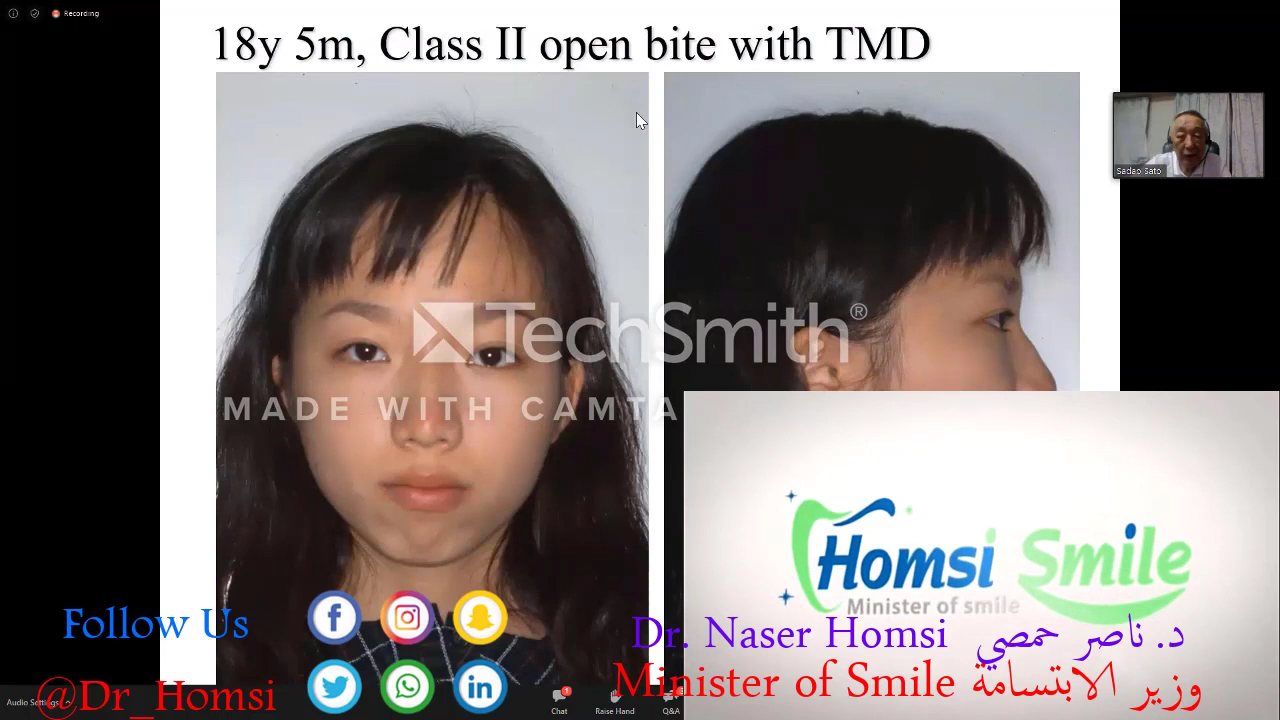 Recording
18y 5m, Class II open bite with TMD
Sadao Sato
TechSmith®
MADE WITH CAMTA
Homsi Smile
Minister of smile
Follow Us
Dr. Naser Homsi د. ناصر حمصي
@Dr_Homsi
Minister of Smile وزير الابتسامة
Audio Settings
Chat
Raise Hand
Q&A